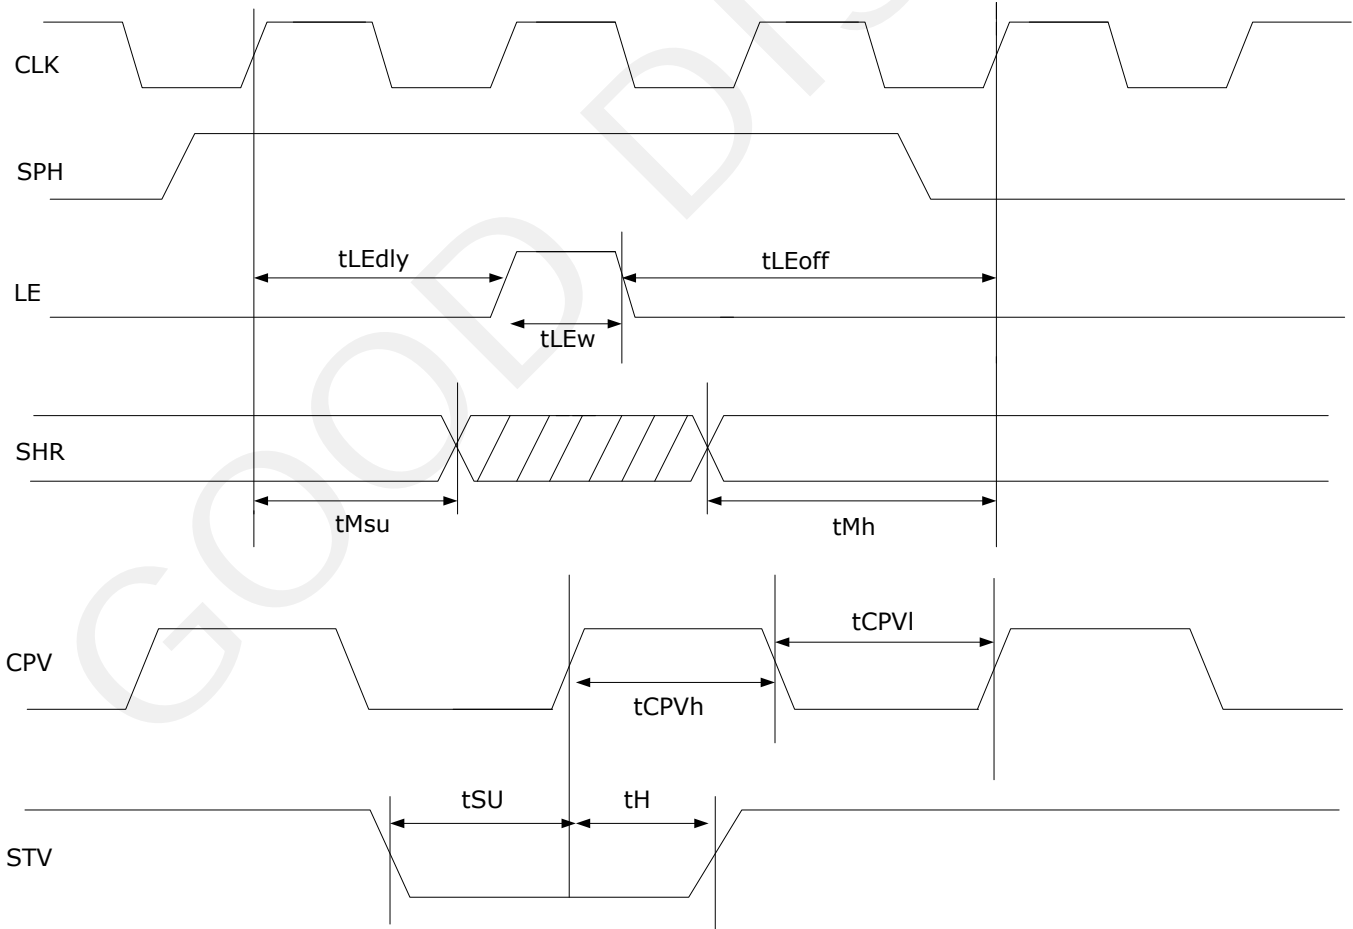 CLK
SPH
tLEdly
tLEoff
LE
tLEw
SHR
tMsu
tMh
tCPVl
CPV
tCPVh
tSU
tH
STV
GOOD DIS